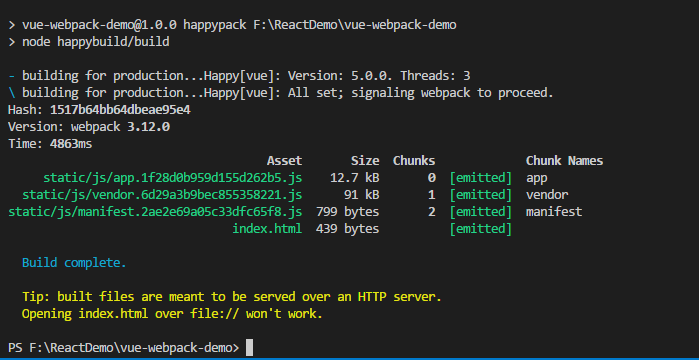 > vue-webpack-demo@1.0.0 happypack F:\ReactDemo\vue-webpack-demo
> node happybuild/build
- building for production...Happy[vue]: Version: 5.0.0. Threads: 3
\ building for production...Happy[vue]: All set; signaling webpack to proceed.
Hash: 1517b64bb64dbeae95e4
Version: webpack 3.12.0
Time: 4863ms
Asset Size Chunks Chunk Names
static/js/app.1f28d0b959d155d262b5.js 12.7 kB 0 [emitted] app
static/js/vendor.6d29a3b9bec855358221.js 91 kB 1 [emitted] vendor
static/js/manifest.2ae2e69a05c33dfc65f8.js 799 bytes 2 [emitted] manifest
index.html 439 bytes [emitted]
Build complete.
Tip: built files are meant to be served over an HTTP server.
Opening index.html over file:// won't work.
PS F:\ReactDemo\vue-webpack-demo>